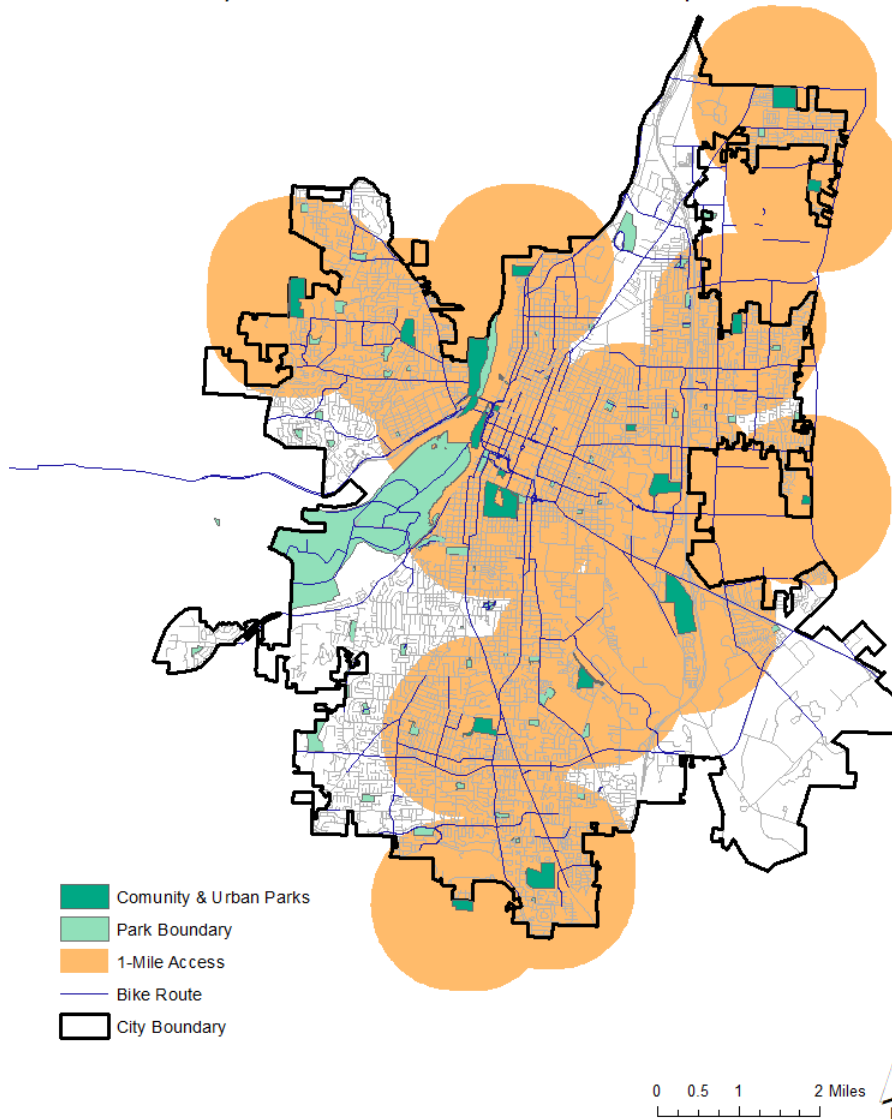 Comunity & Urban Parks
Park Boundary
1-Mile Access
Bike Route
City Boundary
0 0.5 1 2 Miles